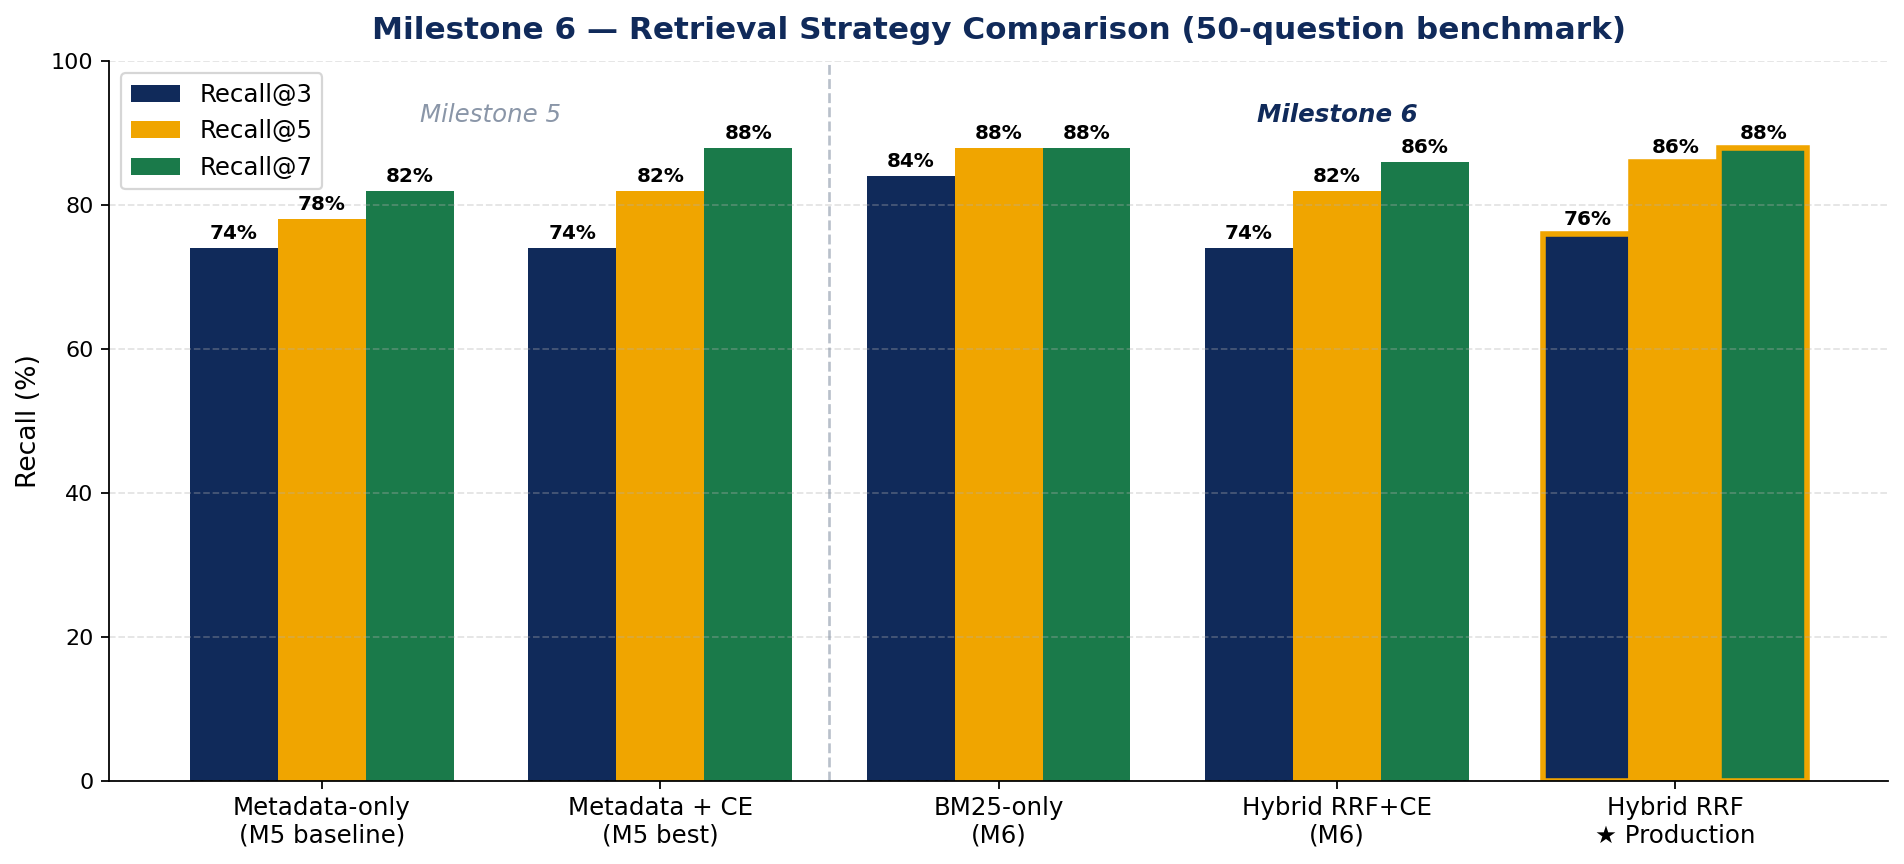 Milestone 6 — Retrieval Strategy Comparison (50-question benchmark)
Recall@3
Recall@5
Recall@7
Milestone 5
Milestone 6
Recall (%)
100
80
60
40
20
0
74%
78%
82%
74%
82%
88%
84%
88%
88%
74%
82%
86%
76%
86%
88%
Metadata-only
(M5 baseline)
Metadata + CE
(M5 best)
BM25-only
(M6)
Hybrid RRF+CE
(M6)
Hybrid RRF
★ Production